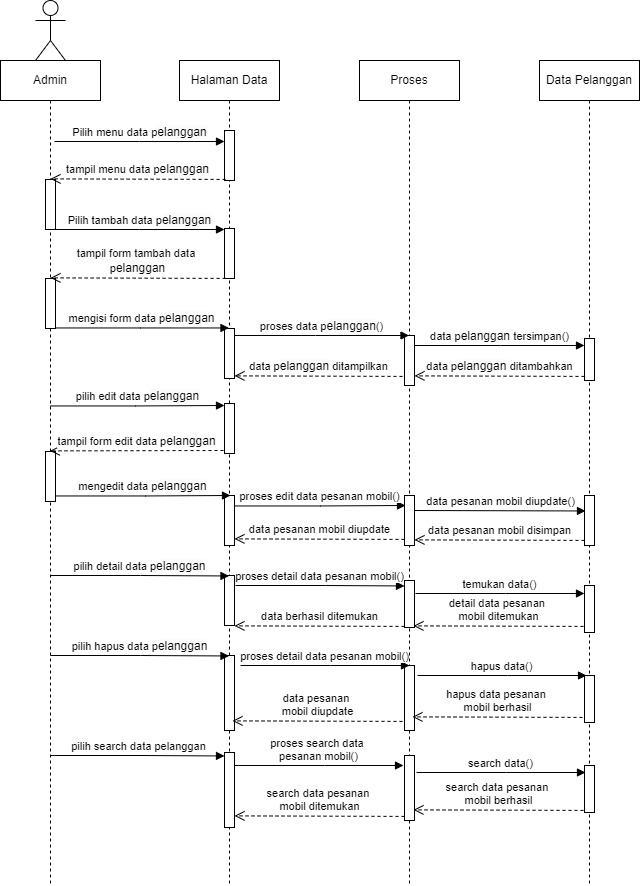 Admin
Halaman Data
Proses
Data Pelanggan
Pilih menu data pelanggan
tampil menu data pelanggan
Pilih tambah data pelanggan
tampil form tambah data
pelanggan
mengisi form data pelanggan
proses data pelanggan()
data pelanggan tersimpan()
data pelanggan ditampilkan
data pelanggan ditambahkan
pilih edit data pelanggan
tampil form edit data pelanggan
mengedit data pelanggan
proses edit data pesanan mobil()
data pesanan mobil diupdate()
data pesanan mobil diupdate
data pesanan mobil disimpan
pilih detail data pelanggan
proses detail data pesanan mobil()
temukan data()
data berhasil ditemukan
detail data pesanan
mobil ditemukan
pilih hapus data pelanggan
proses detail data pesanan mobil()
hapus data()
data pesanan
mobil diupdate
hapus data pesanan
mobil berhasil
pilih search data pelanggan
proses search data
pesanan mobil()
search data()
search data pesanan
mobil ditemukan
search data pesanan
mobil berhasil